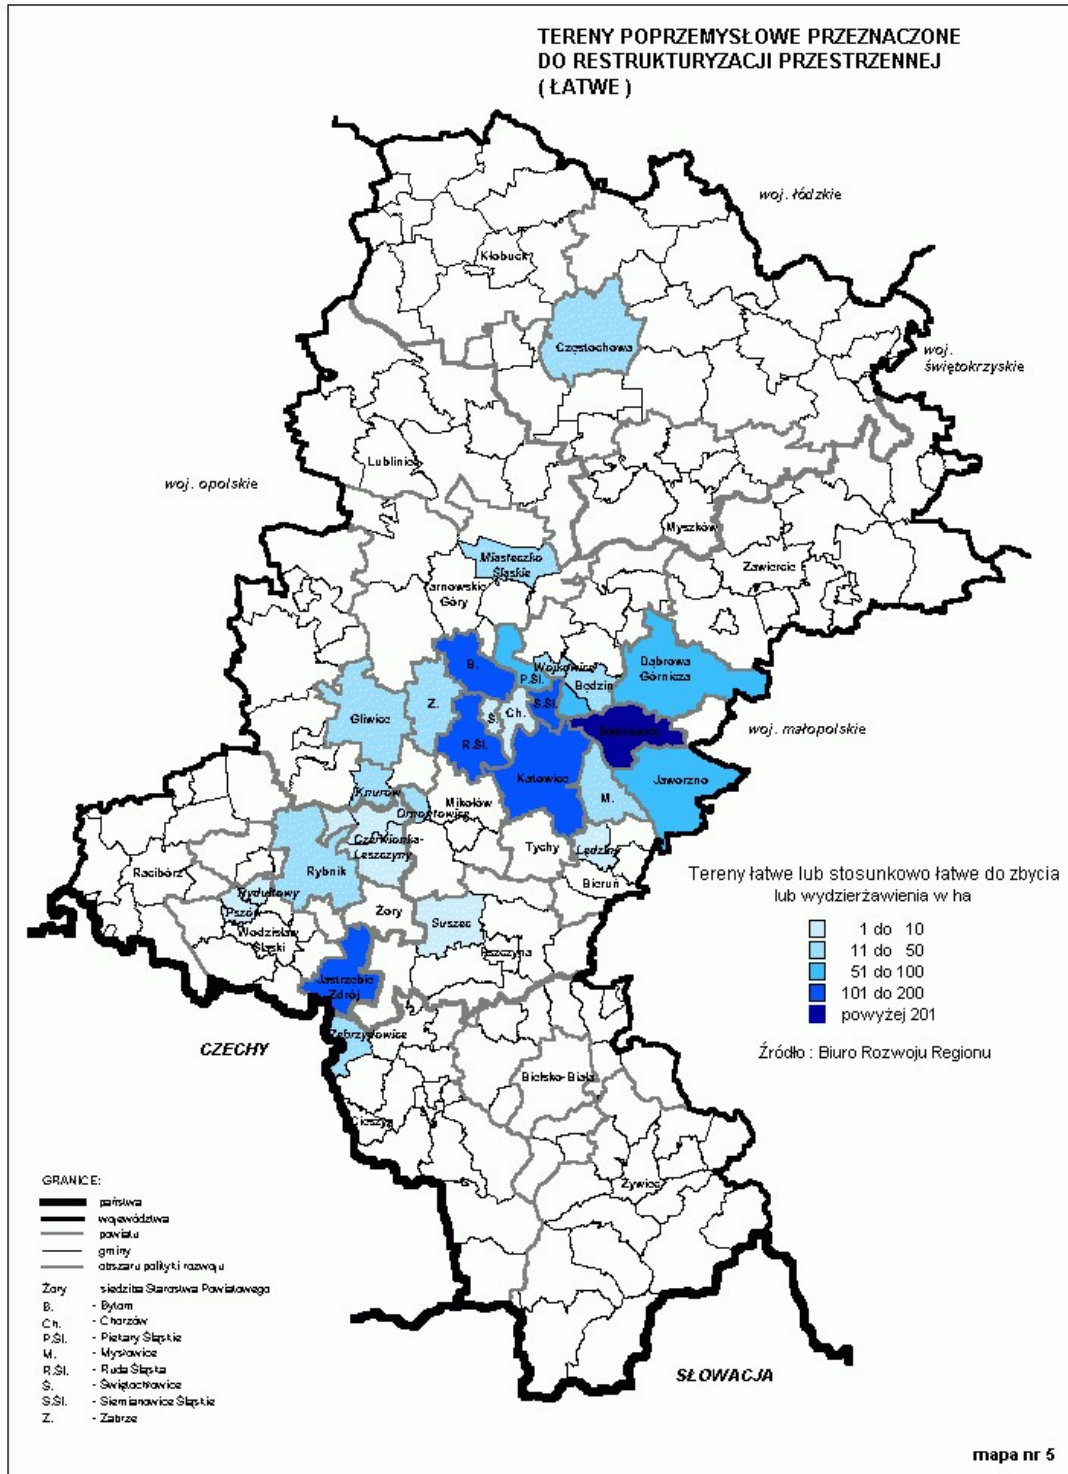 TERENY POPRZEMYSŁOWE PRZEZNACZONE
DO RESTRUKTURYZACJI PRZESTRZENNEJ
( ŁATWE )
woj. łódzkie
Kłobuck
Częstochowa
woj.
świętokrzyskie
Lubliniec
woj. opolskie
Myszków
Miasteczko
Śląskie
Zawiercie
arnowskie
Góry
B.
Wojkowice
P.Śl.
Będzin
Dąbrowa
Górnicza
Gliwice
Z.
Ś.
Ch.
S.Śl.
Sosnowiec
woj. małopolskie
R.Śl.
Katowice
Jaworzno
Knurów
Ornontowice
Mikołów
M.
Czerwionka-
Leszczyny
Tychy
Lędziny
Racibórz
Rybnik
Bieruń
Rydułtowy
Pszów
Żory
Suszec
Wodzisław
Śląski
Pszczyna
Jastrzębie
Zdrój
Zebrzydowice
CZECHY
Bielsko-Biała
Cieszyn
Żywiec
SŁOWACJA
Tereny łatwe lub stosunkowo łatwe do zbycia
lub wydzierżawienia w ha
1 do 10
11 do 50
51 do 100
101 do 200
powyżej 201
Źródło : Biuro Rozwoju Regionu
GRANICE:
państwa
województwa
powiatu
gminy
obszaru polityki rozwoju
Żory siedziba Starostwa Powiatowego
B. - Bytom
Ch. - Chorzów
P.Śl. - Piekary Śląskie
M. - Mysłowice
R.Śl. - Ruda Śląska
Ś. - Świętochłowice
S.Śl. - Siemianowice Śląskie
Z. - Zabrze
mapa nr 5